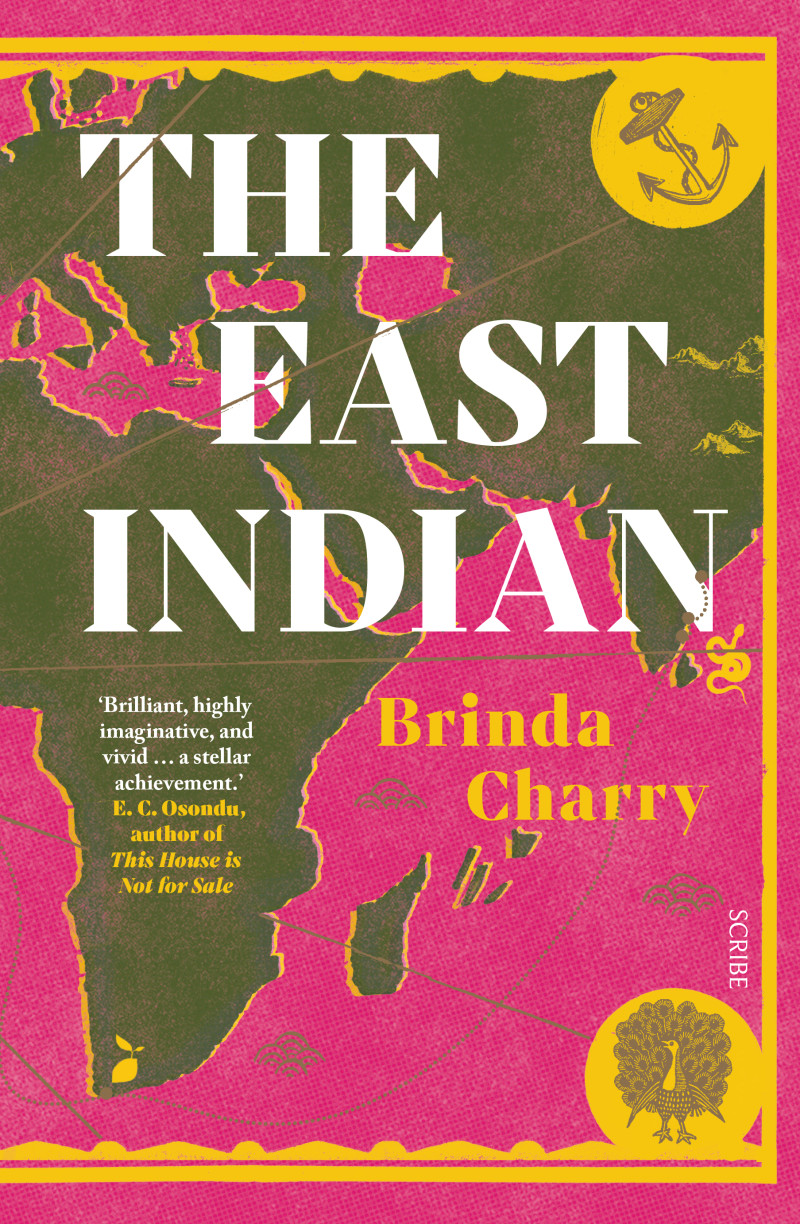 THE
EAST
INDIAN
‘Brilliant, highly
imaginative, and
vivid … a stellar
achievement.’
E. C. Osondu,
author of
This House is
Not for Sale
Brinda
Charry
SCRIBE